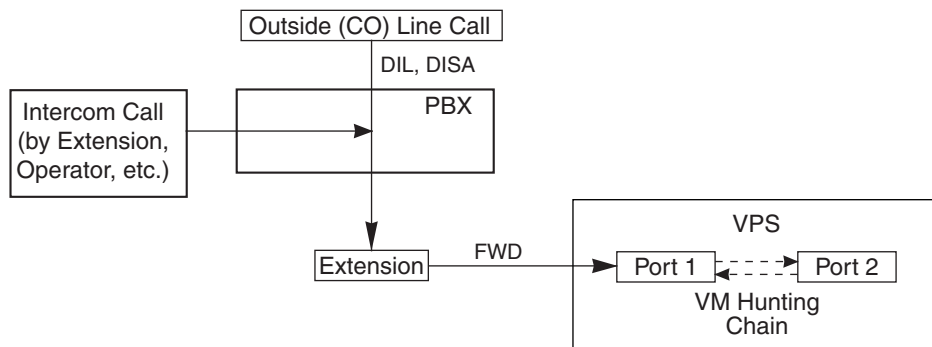 Outside (CO) Line Call
DIL, DISA
PBX
Intercom Call
(by Extension,
Operator, etc.)
VPS
Extension
FWD
Port 1
Port 2
VM Hunting
Chain